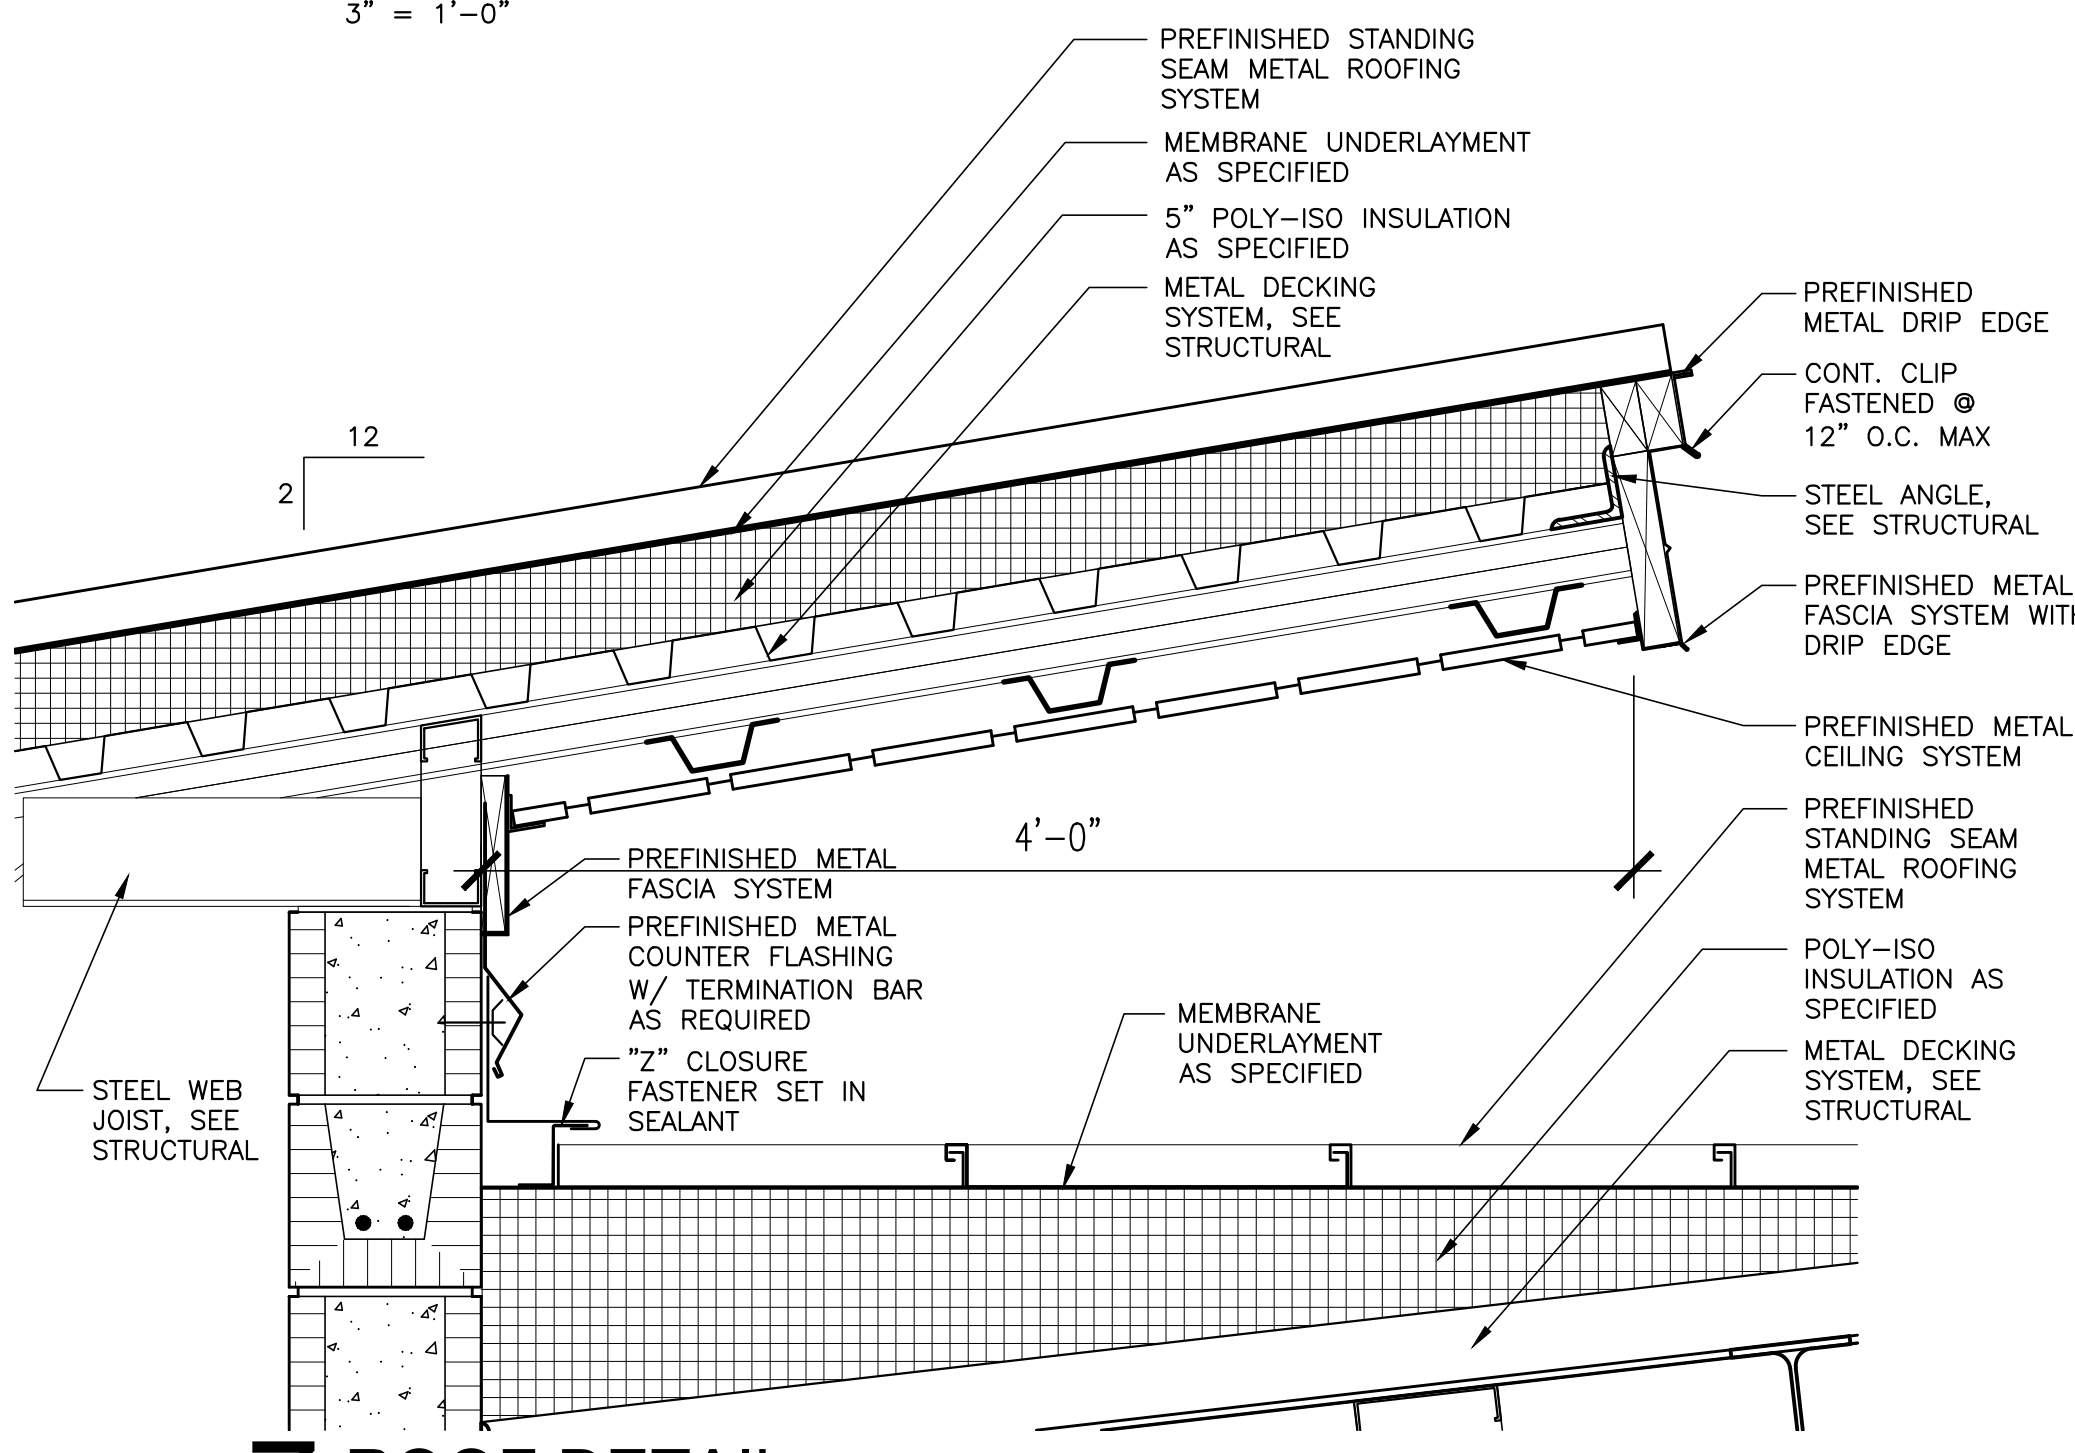 3" = 1'-0"
PREFINISHED STANDING
SEAM METAL ROOFING
SYSTEM
MEMBRANE UNDERLAYMENT
AS SPECIFIED
5" POLY-ISO INSULATION
AS SPECIFIED
METAL DECKING
SYSTEM, SEE
STRUCTURAL
PREFINISHED
METAL DRIP EDGE
CONT. CLIP
FASTENED @
12" O.C. MAX
12
2
STEEL ANGLE,
SEE STRUCTURAL
PREFINISHED METAL
FASCIA SYSTEM WITH
DRIP EDGE
PREFINISHED METAL
CEILING SYSTEM
4'-0"
PREFINISHED
STANDING SEAM
METAL ROOFING
SYSTEM
PREFINISHED METAL
FASCIA SYSTEM
PREFINISHED METAL
COUNTER FLASHING
W/ TERMINATION BAR
AS REQUIRED
"Z" CLOSURE
FASTENER SET IN
SEALANT
POLY-ISO
INSULATION AS
SPECIFIED
MEMBRANE
UNDERLAYMENT
AS SPECIFIED
METAL DECKING
SYSTEM, SEE
STRUCTURAL
STEEL WEB
JOIST, SEE
STRUCTURAL
ROOF DETAIL